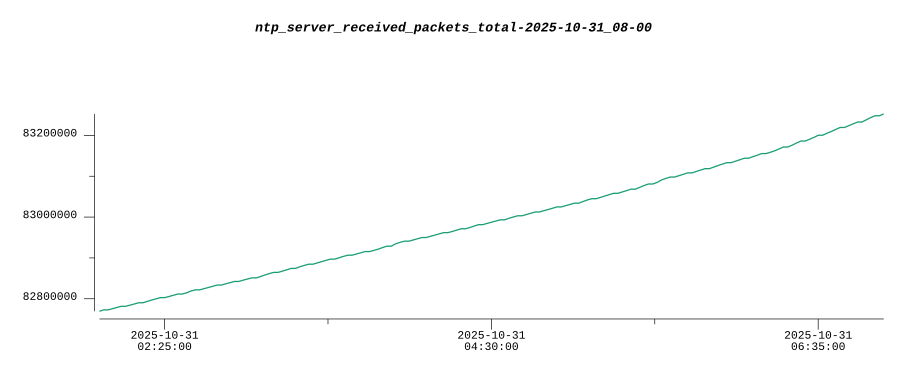 ntp_server_received_packets_total-2025-10-31_08-00
83200000
83000000
82800000
2025-10-31 2025-10-31 2025-10-31
02:25:00 04:30:00 06:35:00